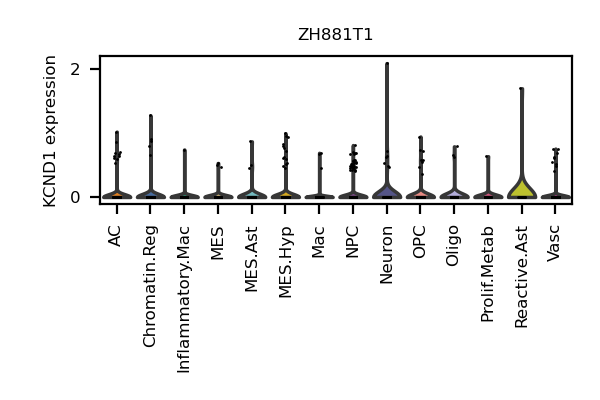 ZH881T1
KCND1 expression
2
0
AC
Chromatin.Reg
Inflammatory.Mac
MES
MES.Ast
MES.Hyp
Mac
NPC
Neuron
OPC
Oligo
Prolif.Metab
Reactive.Ast
Vasc